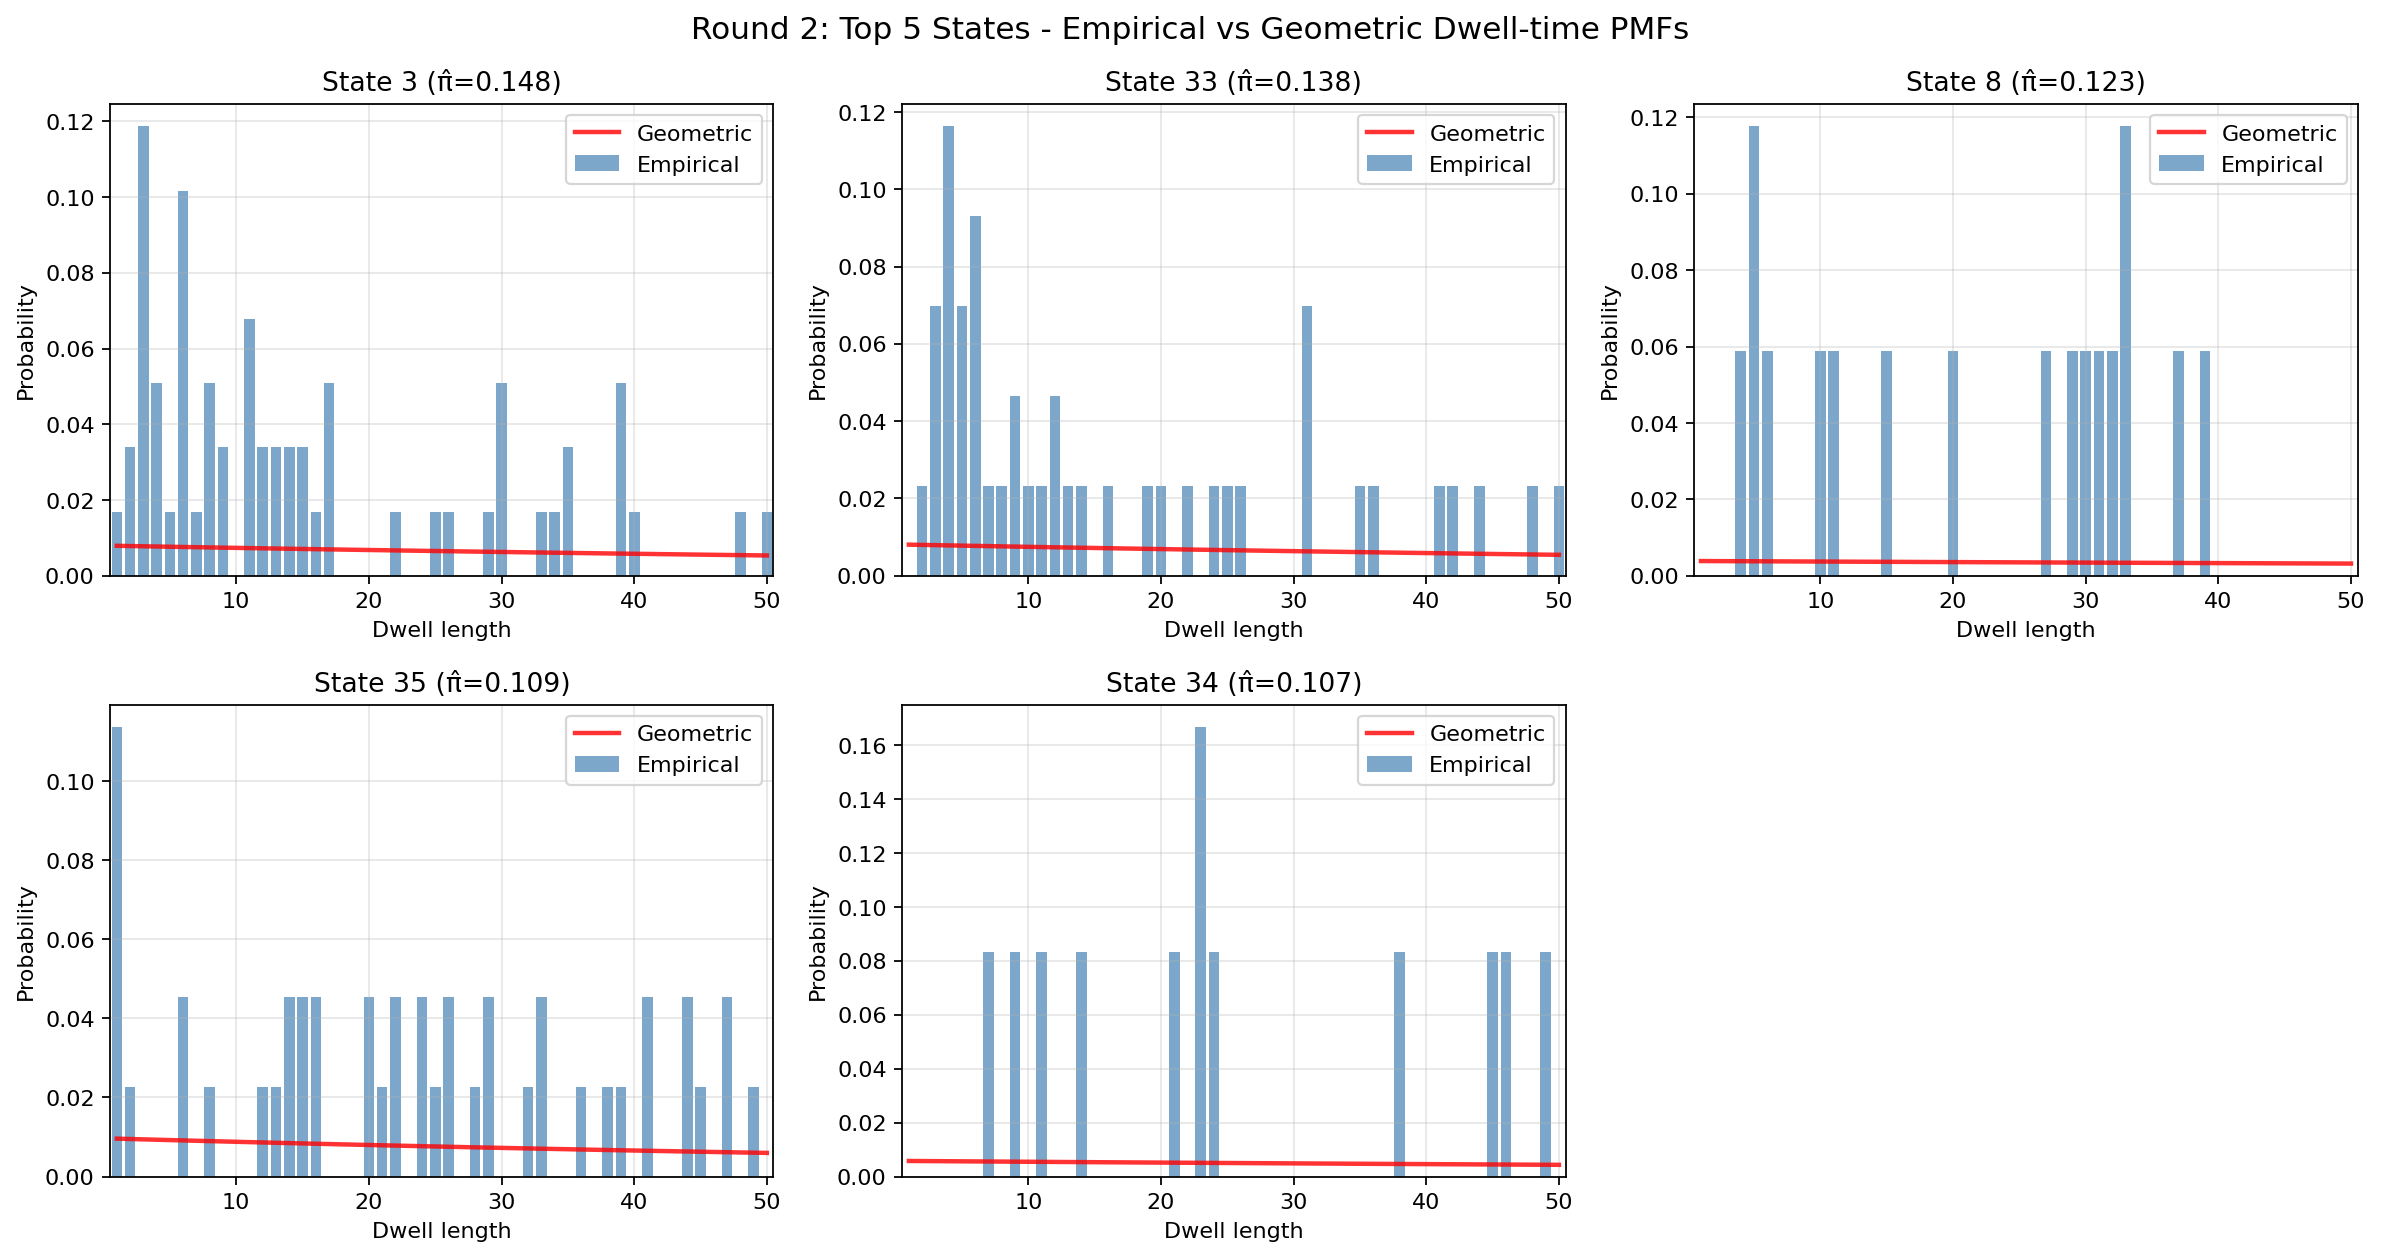 Round 2: Top 5 States - Empirical vs Geometric Dwell-time PMFs
State 3 (π̂=0.148)
0.12
0.10
0.08
0.06
0.04
0.02
0.00
Probability
10 20 30 40 50
Dwell length
Geometric
Empirical
State 33 (π̂=0.138)
0.12
0.10
0.08
0.06
0.04
0.02
0.00
Probability
10 20 30 40 50
Dwell length
Geometric
Empirical
State 8 (π̂=0.123)
0.12
0.10
0.08
0.06
0.04
0.02
0.00
Probability
10 20 30 40 50
Dwell length
Geometric
Empirical
State 35 (π̂=0.109)
0.10
0.08
0.06
0.04
0.02
0.00
Probability
10 20 30 40 50
Dwell length
Geometric
Empirical
State 34 (π̂=0.107)
0.16
0.14
0.12
0.10
0.08
0.06
0.04
0.02
0.00
Probability
10 20 30 40 50
Dwell length
Geometric
Empirical